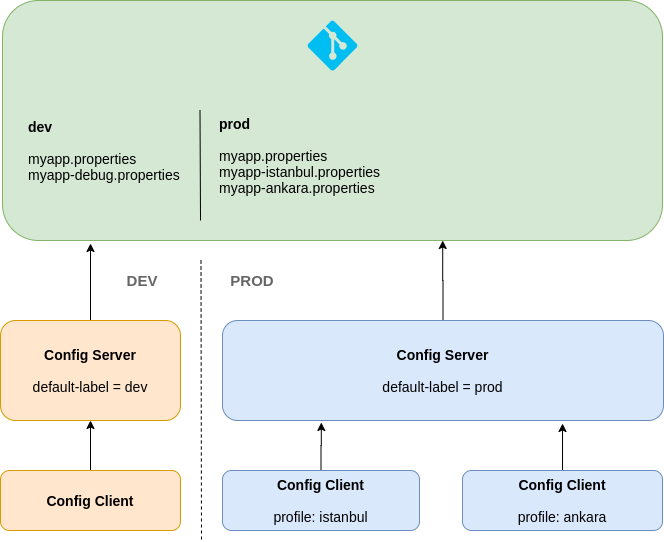 dev
myapp.properties
myapp-debug.properties
prod
myapp.properties
myapp-istanbul.properties
myapp-ankara.properties
DEV
PROD
Config Server
default-label = dev
Config Server
default-label = prod
Config Client
Config Client
profile: istanbul
Config Client
profile: ankara